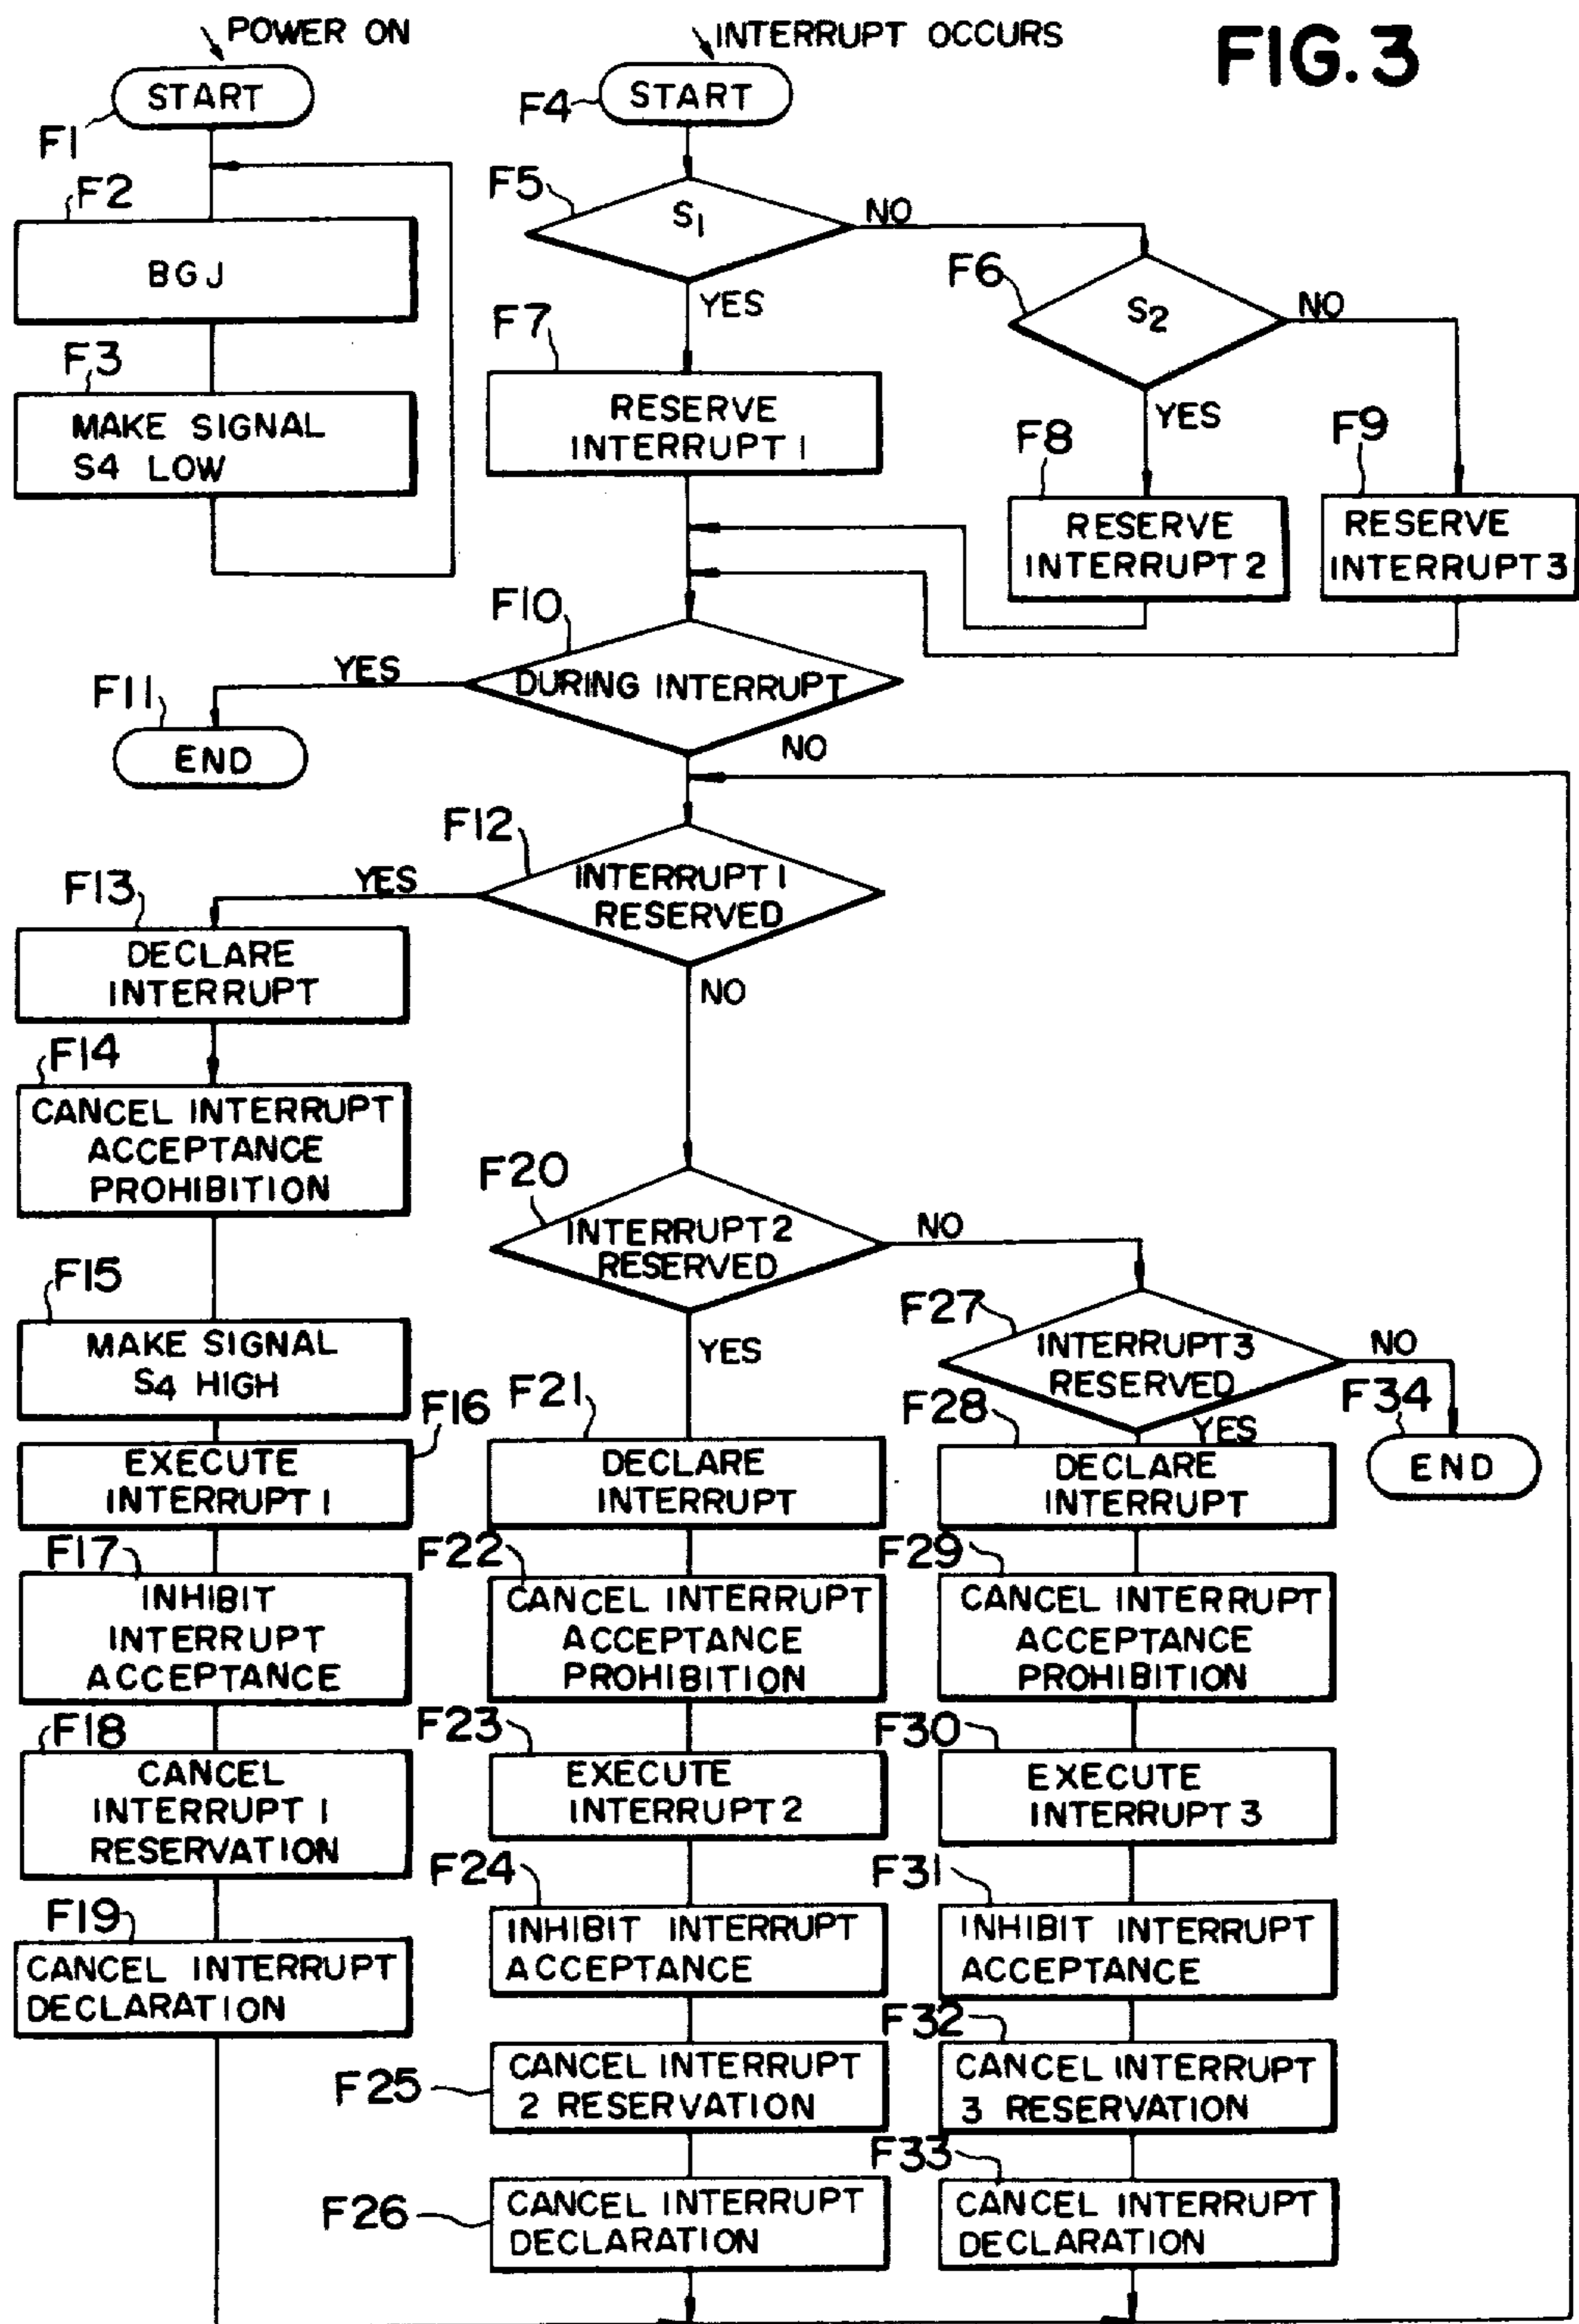 POWER ON
INTERRUPT OCCURS
FIG. 3
START
F1
F4
START
F2
BGJ
F5
S1
NO
YES
F6
S2
NO
YES
F3
MAKE SIGNAL
S4 LOW
F7
RESERVE
INTERRUPT 1
F8
RESERVE
INTERRUPT 2
F9
RESERVE
INTERRUPT 3
F10
DURING INTERRUPT
YES
NO
F11
END
F12
INTERRUPT 1
RESERVED
YES
NO
F13
DECLARE
INTERRUPT
F14
CANCEL INTERRUPT
ACCEPTANCE
PROHIBITION
F15
MAKE SIGNAL
S4 HIGH
F16
EXECUTE
INTERRUPT 1
F17
INHIBIT
INTERRUPT
ACCEPTANCE
F18
CANCEL
INTERRUPT 1
RESERVATION
F19
CANCEL INTERRUPT
DECLARATION
F20
INTERRUPT 2
RESERVED
NO
YES
F21
DECLARE
INTERRUPT
F22
CANCEL INTERRUPT
ACCEPTANCE
PROHIBITION
F23
EXECUTE
INTERRUPT 2
F24
INHIBIT INTERRUPT
ACCEPTANCE
F25
CANCEL INTERRUPT
2 RESERVATION
F26
CANCEL INTERRUPT
DECLARATION
F27
INTERRUPT 3
RESERVED
NO
YES
F34
END
F28
DECLARE
INTERRUPT
F29
CANCEL INTERRUPT
ACCEPTANCE
PROHIBITION
F30
EXECUTE
INTERRUPT 3
F31
INHIBIT INTERRUPT
ACCEPTANCE
F32
CANCEL INTERRUPT
3 RESERVATION
F33
CANCEL INTERRUPT
DECLARATION